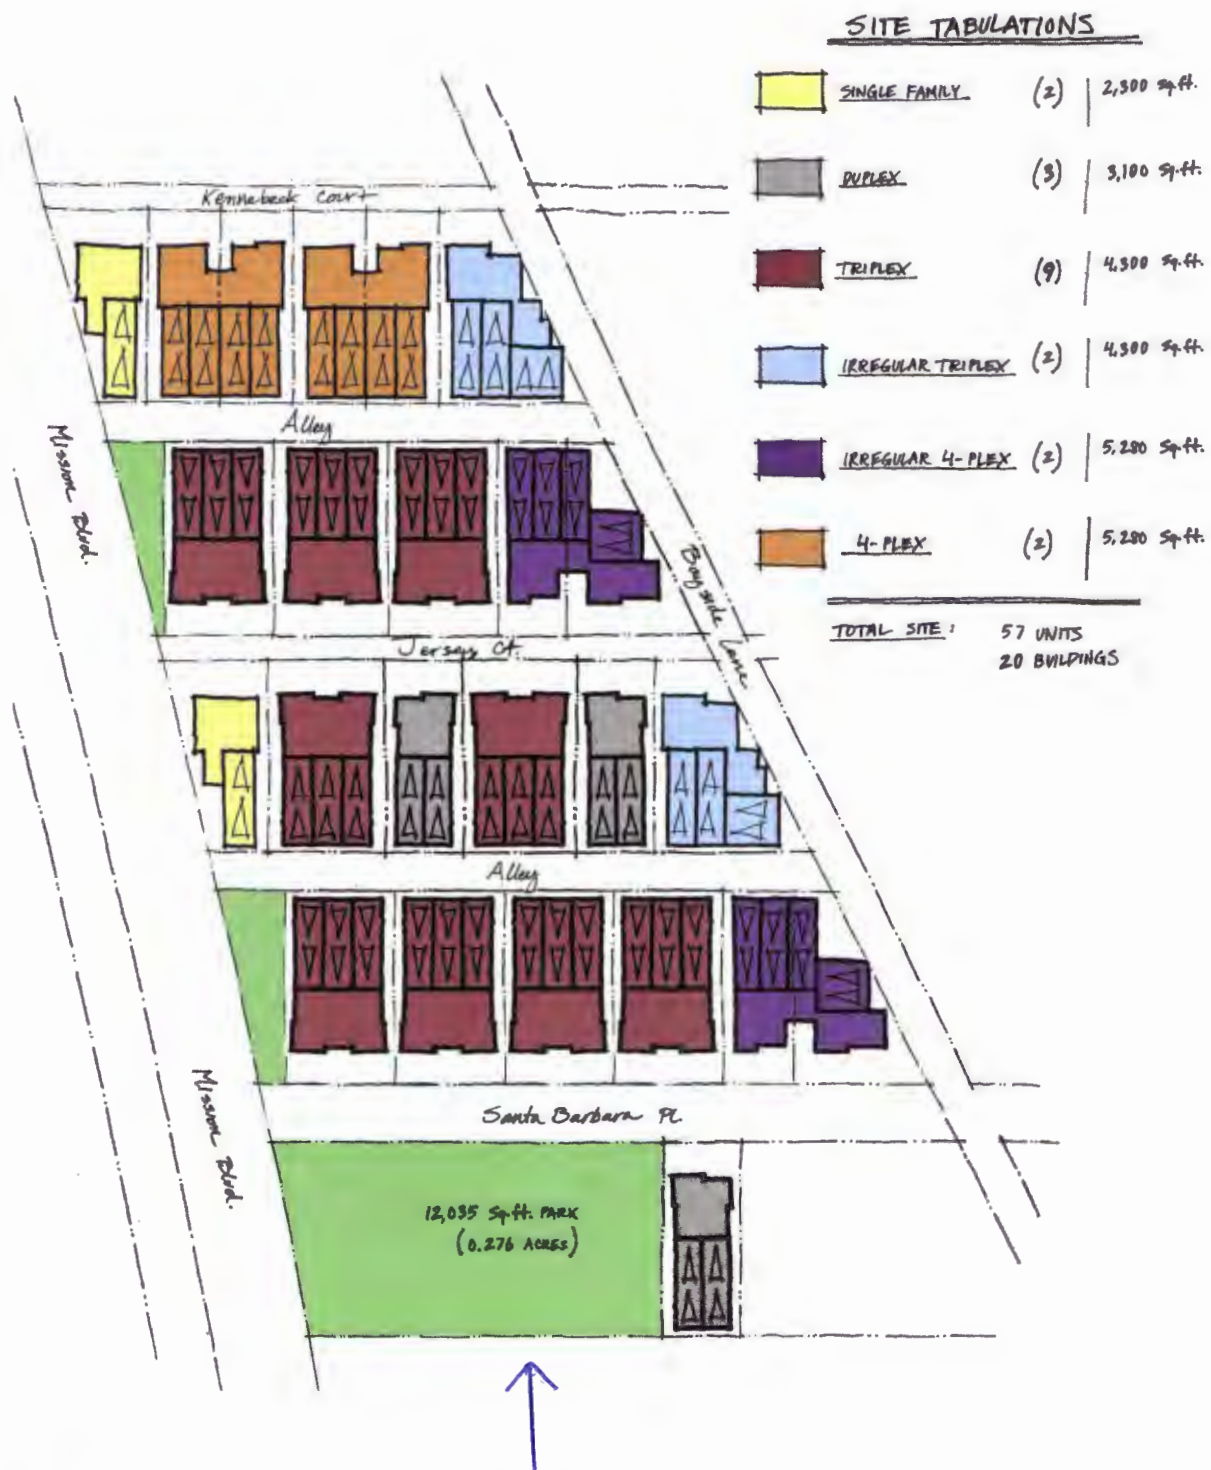 SITE TABULATIONS
SINGLE FAMILY (2) 2,300 sq.ft.
DUPLEX (3) 3,100 sq.ft.
TRIPLEX (9) 4,300 sq.ft.
IRREGULAR TRIPLEX (2) 4,300 sq.ft.
IRREGULAR 4-PLEX (2) 5,280 sq.ft.
4-PLEX (2) 5,280 sq.ft.
TOTAL SITE: 57 UNITS
20 BUILDINGS
Kennebeck Court
Alley
Mission Blvd.
Bayside Lane
Jersey Ct.
Alley
Mission Blvd.
Santa Barbara Pl.
12,035 sq.ft. PARK
(0.276 ACRES)